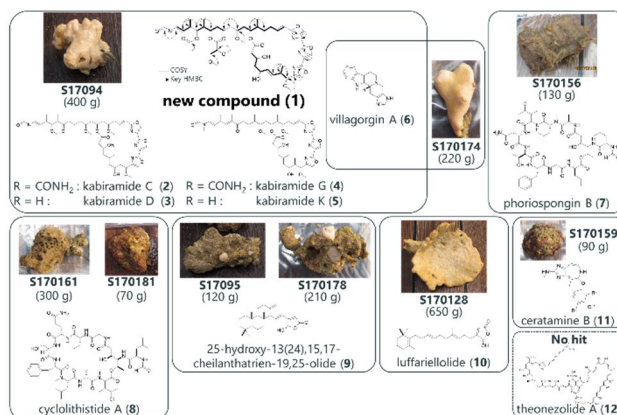 S17094
(400 g)
COSY
Key HMBC
new compound (1)
R = CONH₂ : kabiramide C (2)
R = H : kabiramide D (3)
R = CONH₂ : kabiramide G (4)
R = H : kabiramide K (5)
villagorgin A (6)
S170174
(220 g)
S170156
(130 g)
phoriospongin B (7)
S170161
(300 g)
S170181
(70 g)
cyclolithistide A (8)
S17095
(120 g)
S170178
(210 g)
25-hydroxy-13(24),15,17-
cheilanthatrien-19,25-olide (9)
S170128
(650 g)
luffariellolide (10)
S170159
(90 g)
ceratamine B (11)
No hit
theonezolide A (12)